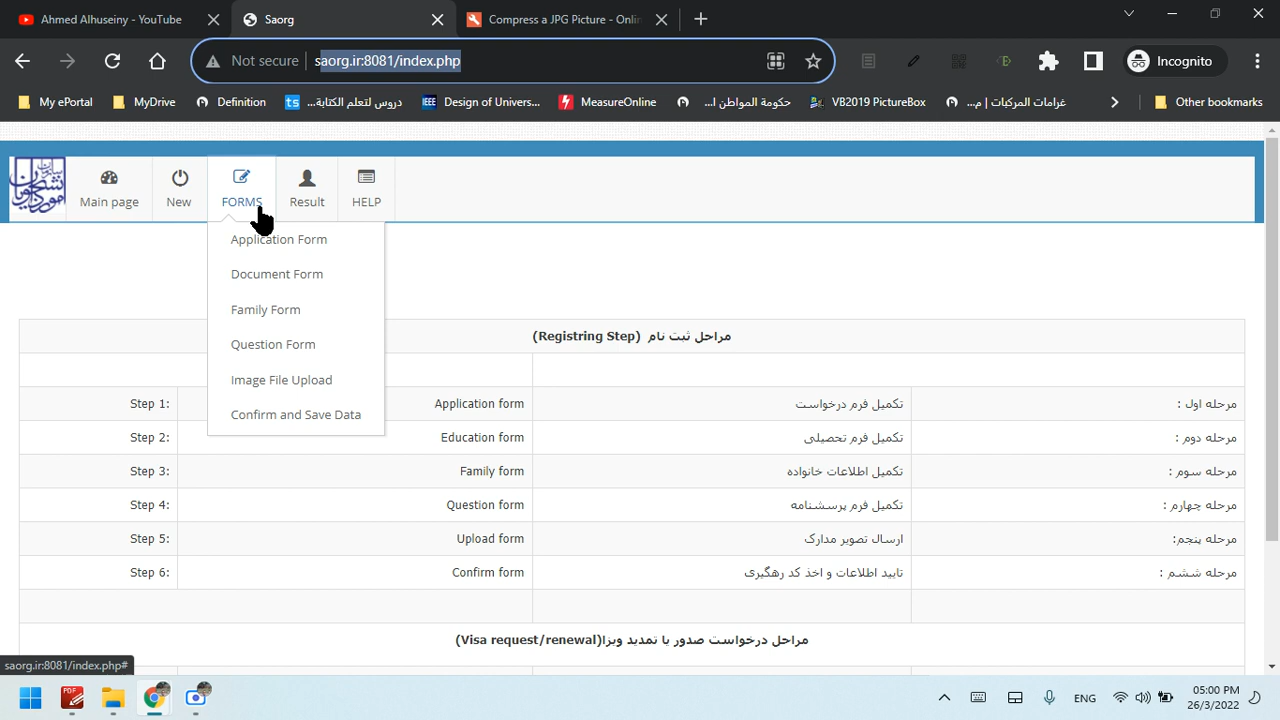 Ahmed Alhuseiny - YouTube
Saorg
Compress a JPG Picture - Onlin
Not secure
saorg.ir:8081/index.php
Incognito
My ePortal
MyDrive
Definition
دروس لتعلم الكتابة...
Design of Univers...
MeasureOnline
حكومة المواطن ا...
VB2019 PictureBox
غرامات المركبات | م...
Other bookmarks
Main page
New
FORMS
Result
HELP
Application Form
Document Form
Family Form
Question Form
Image File Upload
Confirm and Save Data
مراحل ثبت نام (Registring Step)
Step 1: Application form تکمیل فرم درخواست مرحله اول :
Step 2: Education form تکمیل فرم تحصیلی مرحله دوم :
Step 3: Family form تکمیل اطلاعات خانواده مرحله سوم :
Step 4: Question form تکمیل فرم پرسشنامه مرحله چهارم :
Step 5: Upload form ارسال تصویر مدارک مرحله پنجم:
Step 6: Confirm form تایید اطلاعات و اخذ کد رهگیری مرحله ششم :
مراحل درخواست صدور یا تمدید ویزا(Visa request/renewal)
saorg.ir:8081/index.php#
ENG
05:00 PM
26/3/2022